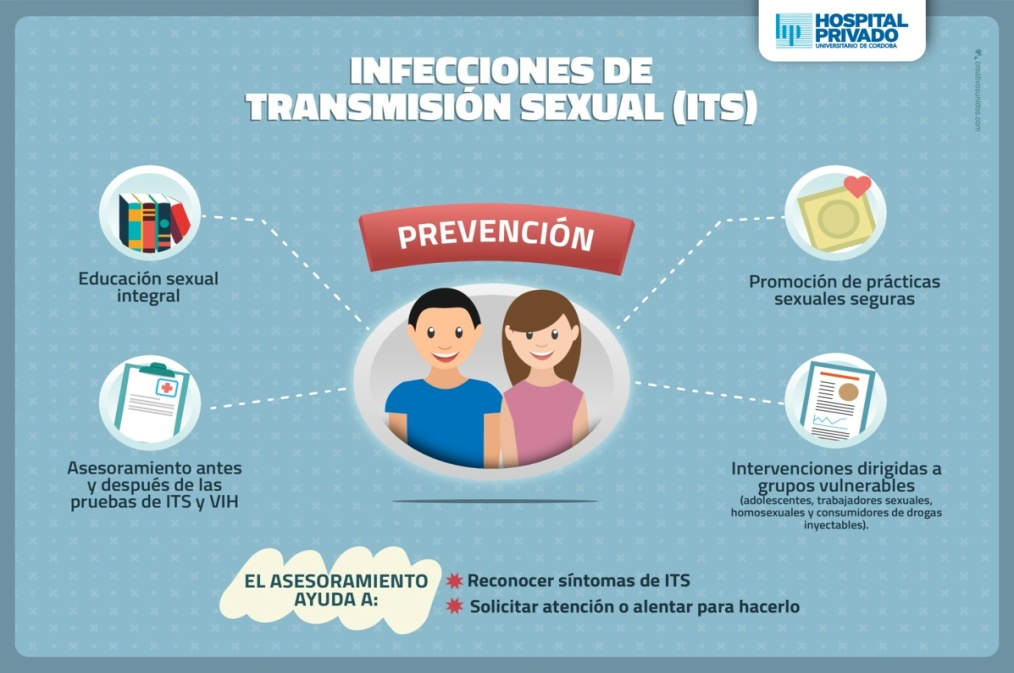 HOSPITAL
PRIVADO
UNIVERSITARIO DE CORDOBA
creativosunidos.com
INFECCIONES DE
TRANSMISIÓN SEXUAL (ITS)
PREVENCIÓN
Educación sexual
integral
Promoción de prácticas
sexuales seguras
Asesoramiento antes
y después de las
pruebas de ITS y VIH
Intervenciones dirigidas a
grupos vulnerables
(adolescentes, trabajadores sexuales,
homosexuales y consumidores de drogas
inyectables).
EL ASESORAMIENTO
AYUDA A:
Reconocer síntomas de ITS
Solicitar atención o alentar para hacerlo